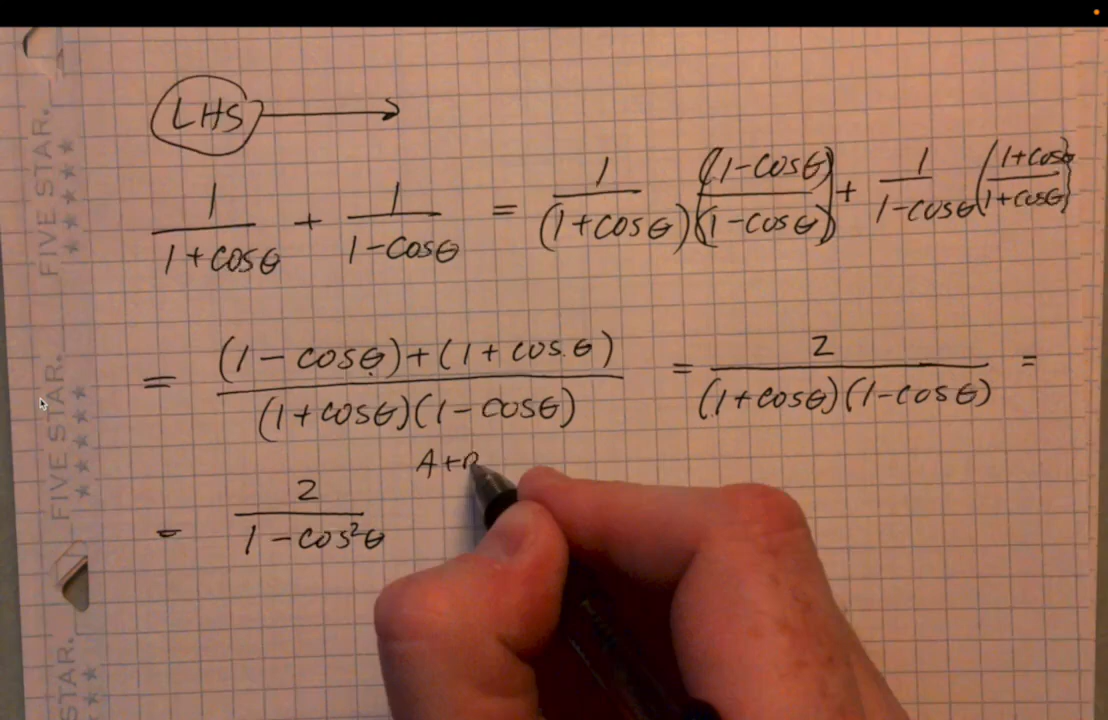 LHS →
1/(1+cosθ) + 1/(1-cosθ) = 1/(1+cosθ) ((1-cosθ)/(1-cosθ)) + 1/(1-cosθ) ((1+cosθ)/(1+cosθ))
= ((1-cosθ)+(1+cosθ))/((1+cosθ)(1-cosθ)) = 2/((1+cosθ)(1-cosθ)) =
A+
= 2/(1-cos²θ)
FIVE STAR.
FIVE STAR.
STAR.